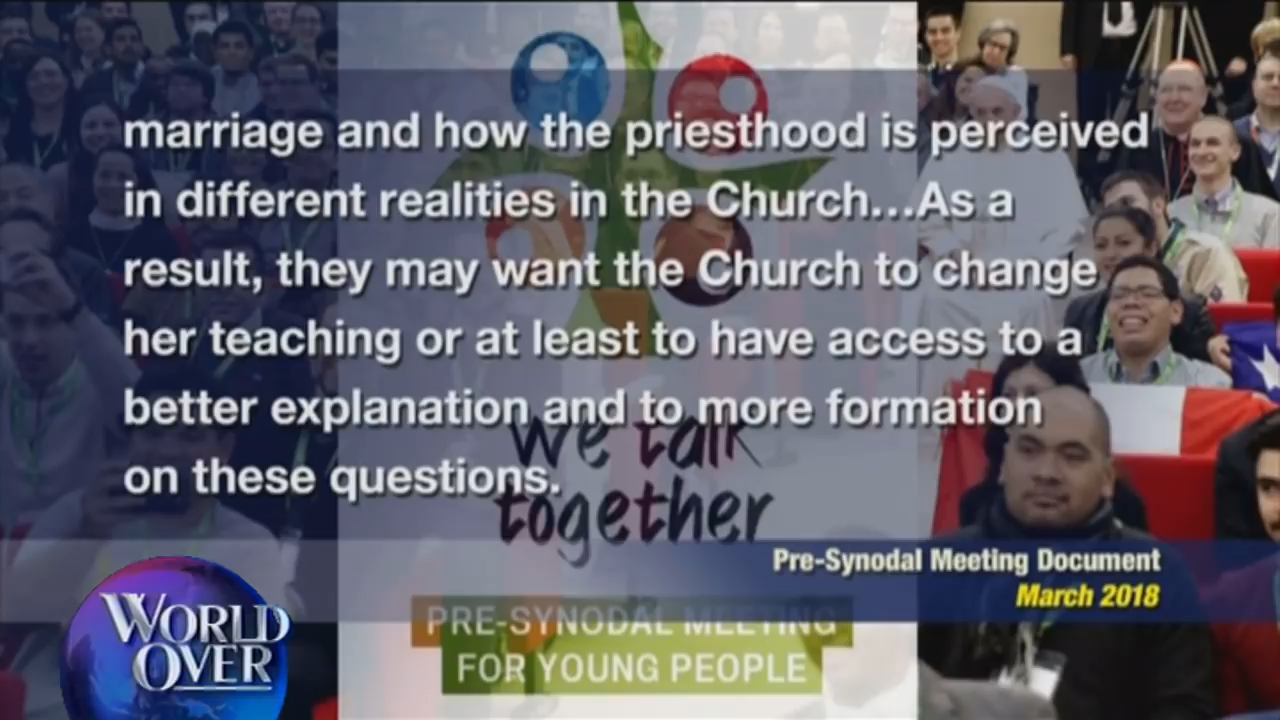 marriage and how the priesthood is perceived
in different realities in the Church...As a
result, they may want the Church to change
her teaching or at least to have access to a
better explanation and to more formation
on these questions.
we talk
together
Pre-Synodal Meeting Document
March 2018
PRE-SYNODAL MEETING
FOR YOUNG PEOPLE
WORLD
OVER